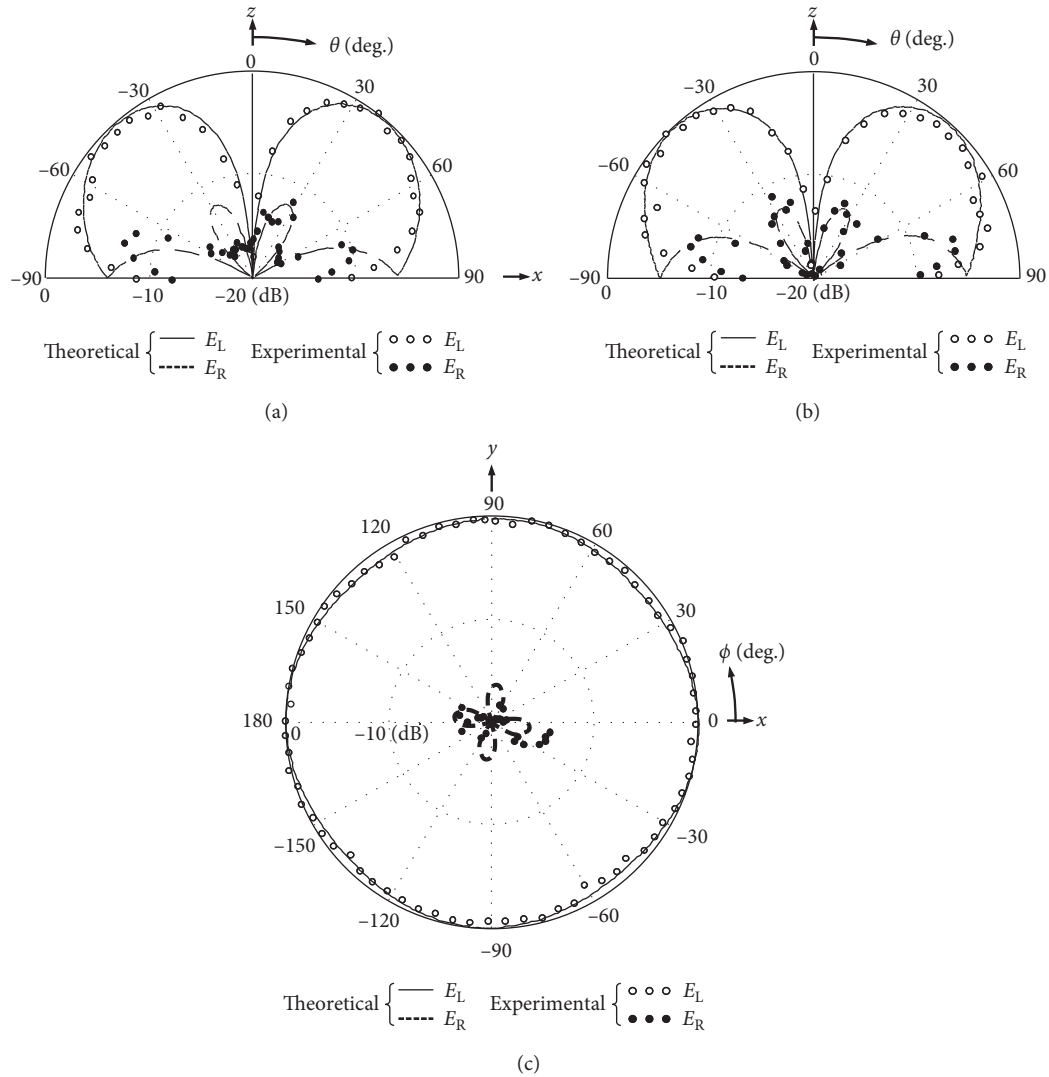 z
θ (deg.)
0
–30
30
–60
60
–90
90
x
0
–10
–20 (dB)
Theoretical
E_L
E_R
Experimental
E_L
E_R
(a)
z
θ (deg.)
0
–30
30
–60
60
–90
90
0
–10
–20 (dB)
Theoretical
E_L
E_R
Experimental
E_L
E_R
(b)
y
90
120
60
150
30
ϕ (deg.)
180
0
–10 (dB)
0
x
–150
–30
–120
–60
–90
Theoretical
E_L
E_R
Experimental
E_L
E_R
(c)